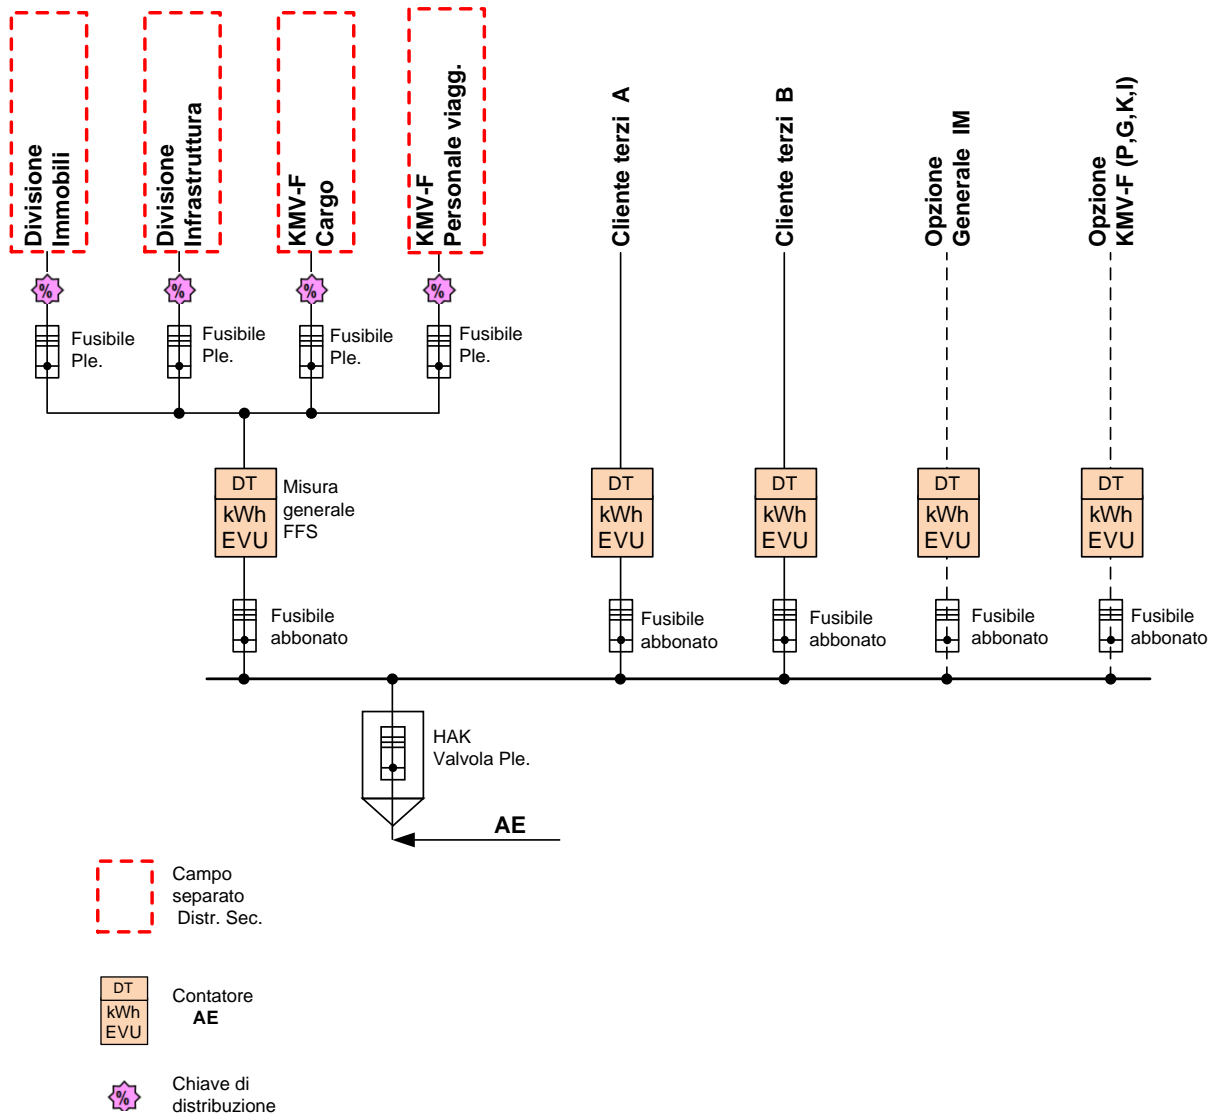 Divisione
Immobili
Divisione
Infrastruttura
KMV-F
Cargo
KMV-F
Personale viagg.
Cliente terzi A
Cliente terzi B
Opzione
Generale IM
Opzione
KMV-F (P,G,K,I)
%
%
%
%
Fusibile
Ple.
Fusibile
Ple.
Fusibile
Ple.
Fusibile
Ple.
DT
kWh
EVU
Misura
generale
FFS
DT
kWh
EVU
DT
kWh
EVU
DT
kWh
EVU
DT
kWh
EVU
Fusibile
abbonato
Fusibile
abbonato
Fusibile
abbonato
Fusibile
abbonato
Fusibile
abbonato
HAK
Valvola Ple.
AE
Campo
separato
Distr. Sec.
DT
kWh
EVU
Contatore
AE
%
Chiave di
distribuzione